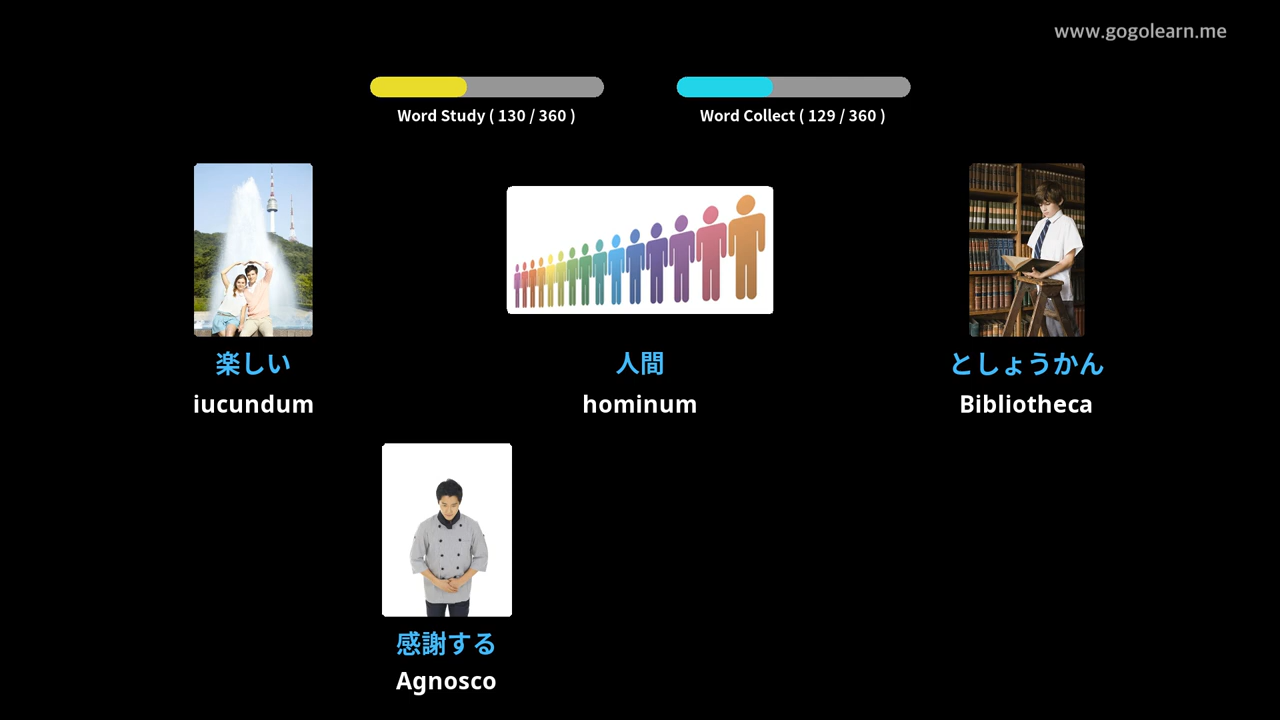 www.gogolearn.me
Word Study ( 130 / 360 )
Word Collect ( 129 / 360 )
楽しい
人間
としょうかん
iucundum
hominum
Bibliotheca
感謝する
Agnosco